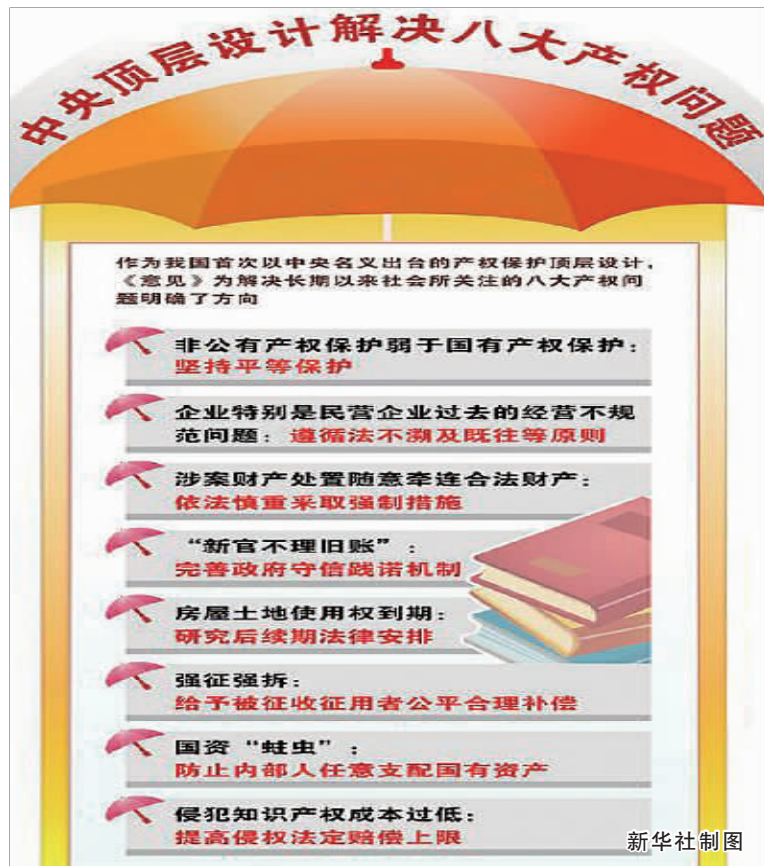 中央顶层设计解决八大产权问题
作为我国首次以中央名义出台的产权保护顶层设计，
《意见》为解决长期以来社会所关注的八大产权问
题明确了方向
非公有产权保护弱于国有产权保护：
坚持平等保护
企业特别是民营企业过去的经营不规
范问题：遵循法不溯及既往等原则
涉案财产处置随意牵连合法财产：
依法慎重采取强制措施
“新官不理旧账”：
完善政府守信践诺机制
房屋土地使用权到期：
研究后续期法律安排
强征强拆：
给予被征收征用者公平合理补偿
国资“蛀虫”：
防止内部人任意支配国有资产
侵犯知识产权成本过低：
提高侵权法定赔偿上限
新华社制图